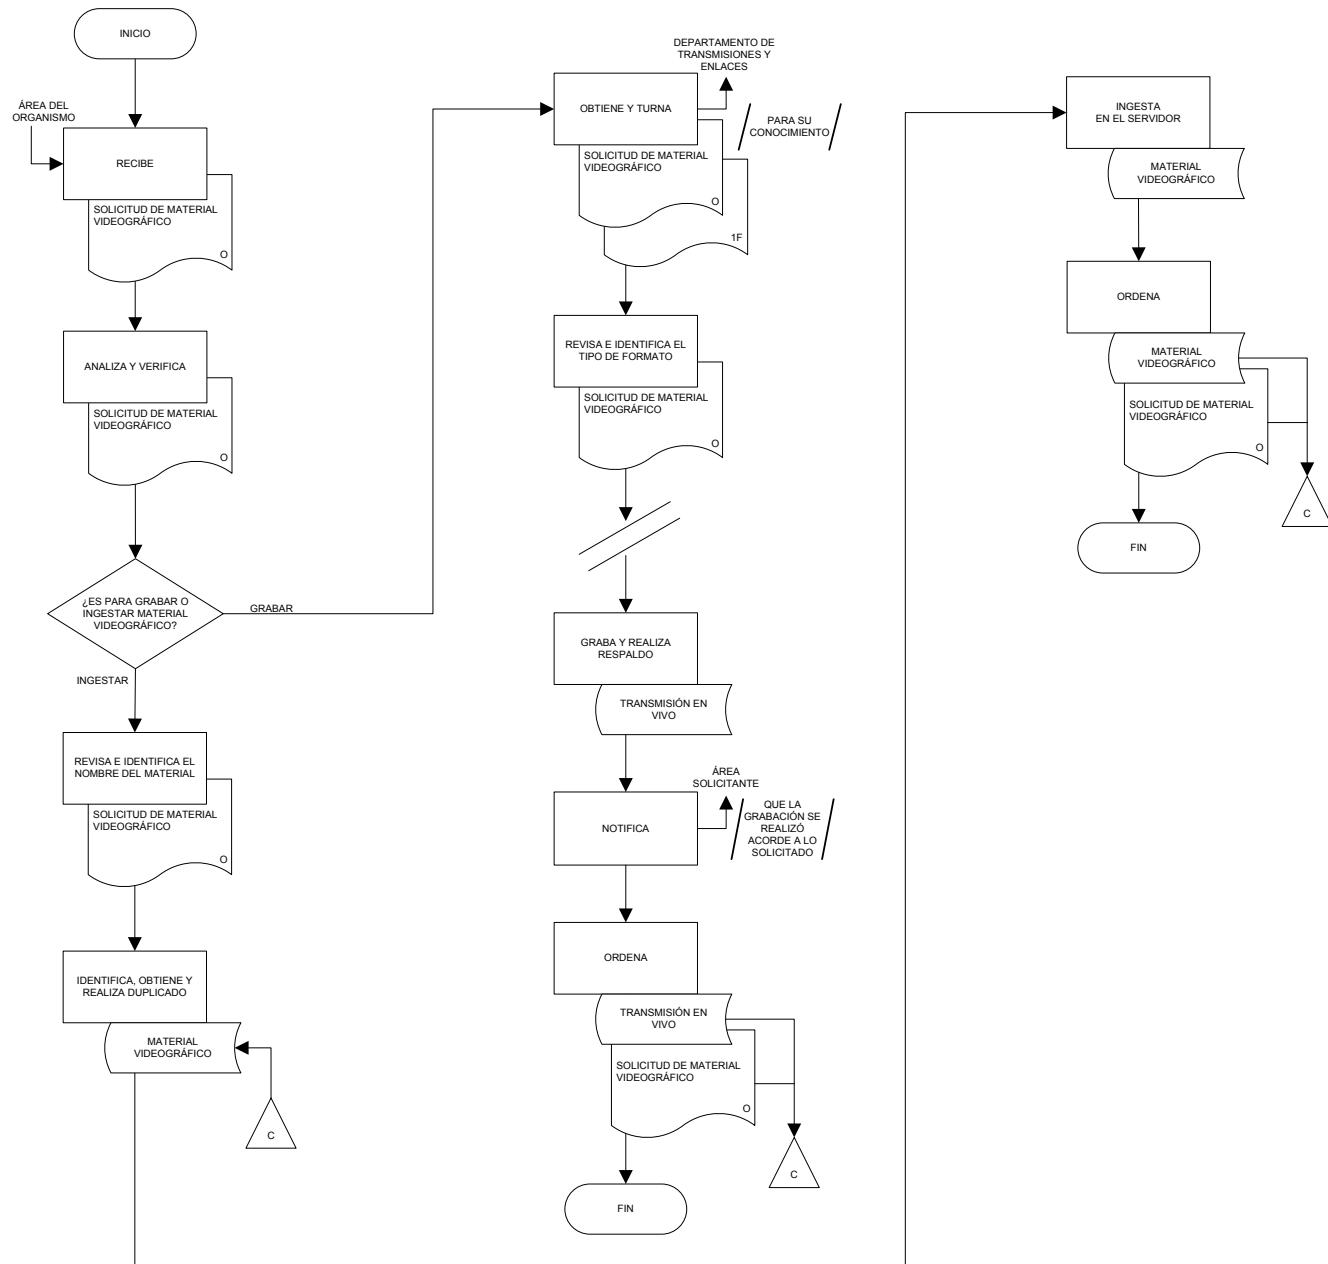 INICIO
ÁREA DEL
ORGANISMO
RECIBE
SOLICITUD DE MATERIAL
VIDEOGRÁFICO
O
ANALIZA Y VERIFICA
SOLICITUD DE MATERIAL
VIDEOGRÁFICO
O
¿ES PARA GRABAR O
INGESTAR MATERIAL
VIDEOGRÁFICO?
GRABAR
INGESTAR
REVISA E IDENTIFICA EL
NOMBRE DEL MATERIAL
SOLICITUD DE MATERIAL
VIDEOGRÁFICO
O
IDENTIFICA, OBTIENE Y
REALIZA DUPLICADO
MATERIAL
VIDEOGRÁFICO
C
DEPARTAMENTO DE
TRANSMISIONES Y
ENLACES
OBTIENE Y TURNA
PARA SU
CONOCIMIENTO
SOLICITUD DE MATERIAL
VIDEOGRÁFICO
O
1F
REVISA E IDENTIFICA EL
TIPO DE FORMATO
SOLICITUD DE MATERIAL
VIDEOGRÁFICO
O
GRABA Y REALIZA
RESPALDO
TRANSMISIÓN EN
VIVO
ÁREA
SOLICITANTE
NOTIFICA
QUE LA
GRABACIÓN SE
REALIZÓ
ACORDE A LO
SOLICITADO
ORDENA
TRANSMISIÓN EN
VIVO
SOLICITUD DE MATERIAL
VIDEOGRÁFICO
O
C
FIN
INGESTA
EN EL SERVIDOR
MATERIAL
VIDEOGRÁFICO
ORDENA
MATERIAL
VIDEOGRÁFICO
SOLICITUD DE MATERIAL
VIDEOGRÁFICO
O
C
FIN